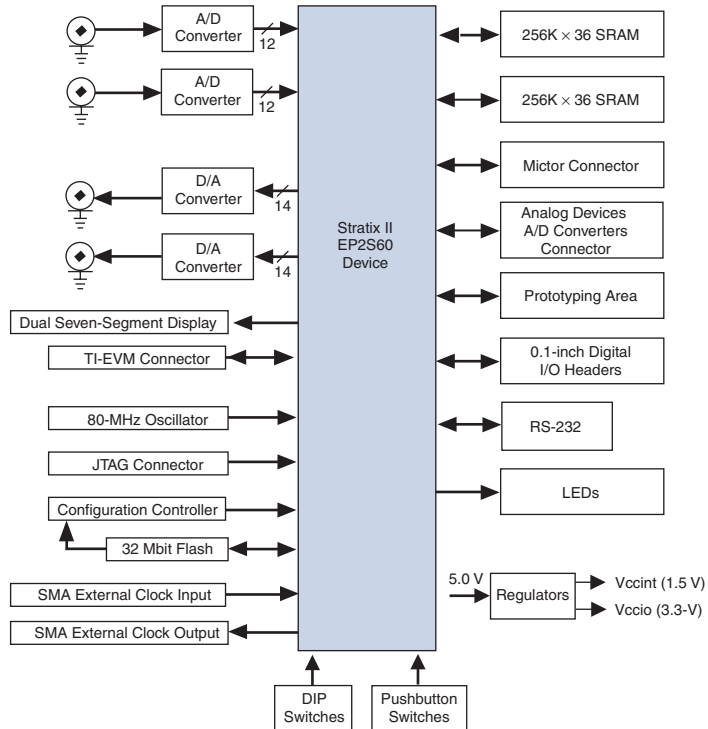 A/D
Converter
12
A/D
Converter
12
D/A
Converter
14
D/A
Converter
14
Dual Seven-Segment Display
TI-EVM Connector
80-MHz Oscillator
JTAG Connector
Configuration Controller
32 Mbit Flash
SMA External Clock Input
SMA External Clock Output
Stratix II
EP2S60
Device
256K × 36 SRAM
256K × 36 SRAM
Mictor Connector
Analog Devices
A/D Converters
Connector
Prototyping Area
0.1-inch Digital
I/O Headers
RS-232
LEDs
5.0 V
Regulators
Vccint (1.5 V)
Vccio (3.3-V)
DIP
Switches
Pushbutton
Switches